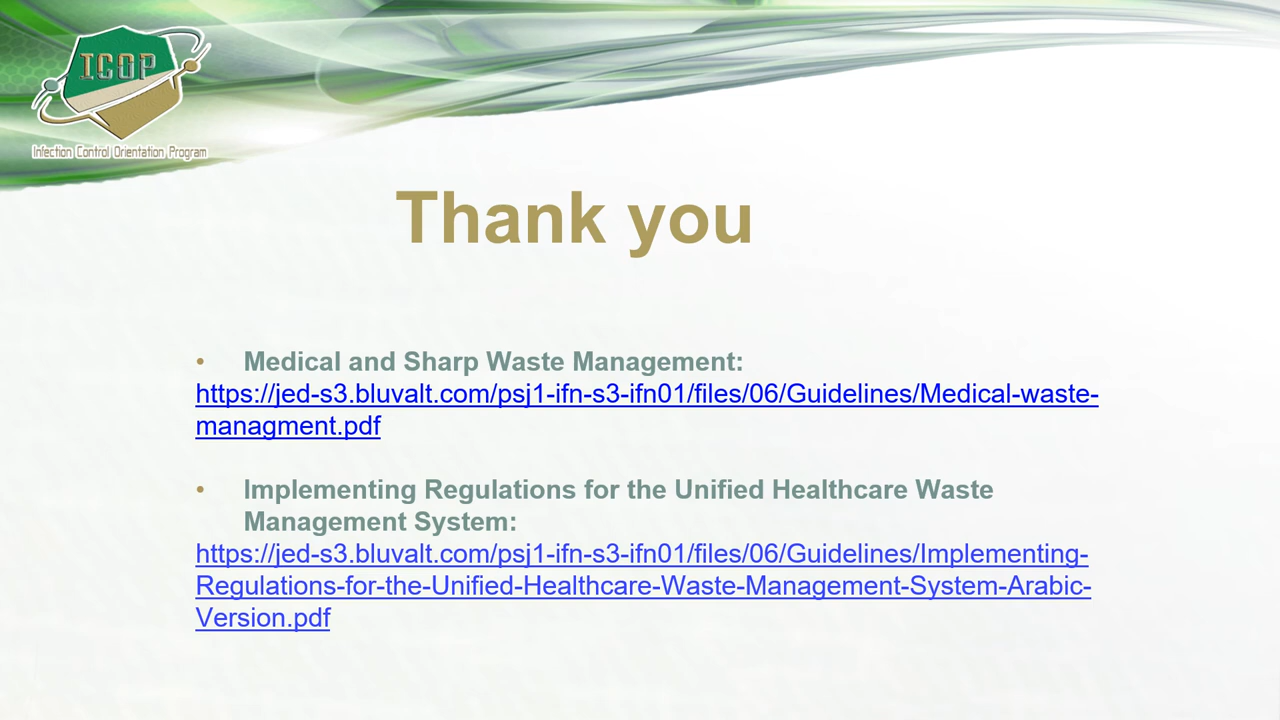 ICOP
Infection Control Orientation Program
Thank you
• Medical and Sharp Waste Management:
https://jed-s3.bluvalt.com/psj1-ifn-s3-ifn01/files/06/Guidelines/Medical-waste-
managment.pdf
• Implementing Regulations for the Unified Healthcare Waste
Management System:
https://jed-s3.bluvalt.com/psj1-ifn-s3-ifn01/files/06/Guidelines/Implementing-
Regulations-for-the-Unified-Healthcare-Waste-Management-System-Arabic-
Version.pdf